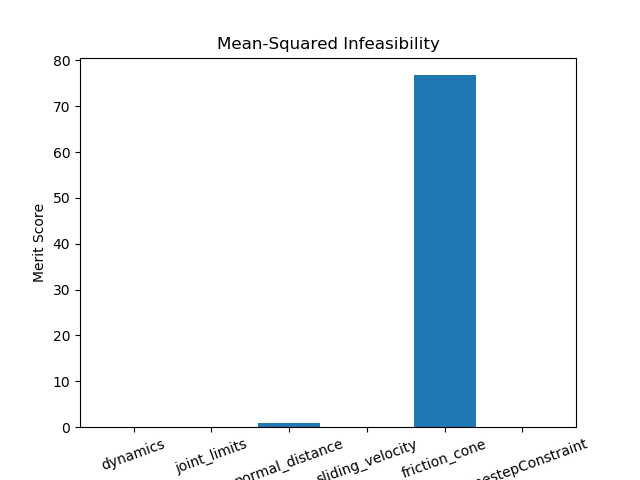 Mean-Squared Infeasibility
Merit Score
80
70
60
50
40
30
20
10
0
dynamics
joint_limits
normal_distance
sliding_velocity
friction_cone
estepConstraint